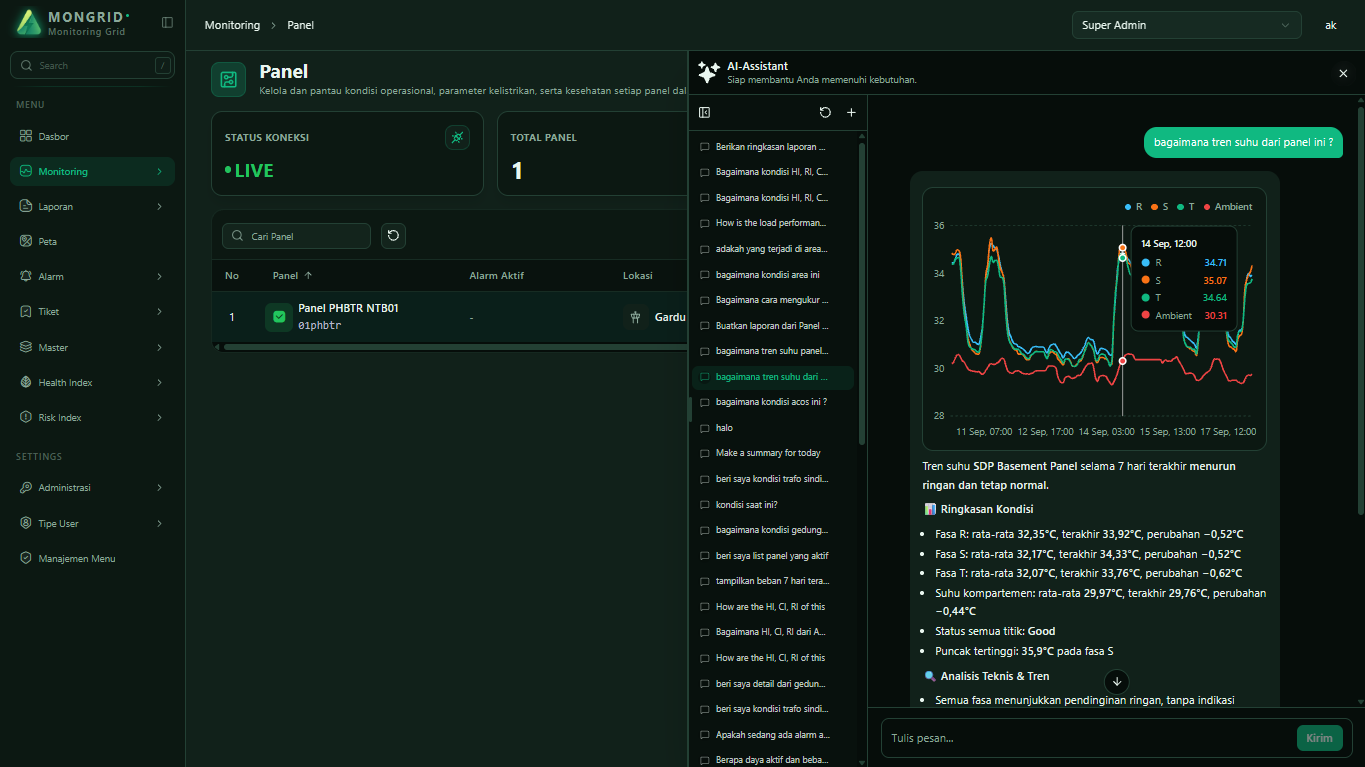 MONGRID
Monitoring Grid
Search
/
MENU
Dasbor
Monitoring
Laporan
Peta
Alarm
Tiket
Master
Health Index
Risk Index
SETTINGS
Administrasi
Tipe User
Manajemen Menu
Monitoring > Panel
Super Admin
ak
Panel
Kelola dan pantau kondisi operasional, parameter kelistrikan, serta kesehatan setiap panel dal
STATUS KONEKSI
LIVE
TOTAL PANEL
1
Cari Panel
No Panel ↑ Alarm Aktif Lokasi
1 Panel PHBTR NTB01 - Gardu
01phbtr
AI-Assistant
Siap membantu Anda memenuhi kebutuhan.
Berikan ringkasan laporan ...
Bagaimana kondisi HI, RI, C...
Bagaimana kondisi HI, RI, C...
How is the load performan...
adakah yang terjadi di area...
bagaimana kondisi area ini
Bagaimana cara mengukur ...
Buatkan laporan dari Panel ...
bagaimana tren suhu panel...
bagaimana tren suhu dari ...
bagaimana kondisi acos ini ?
halo
Make a summary for today
beri saya kondisi trafo sindi...
kondisi saat ini?
bagaimana kondisi gedung...
beri saya list panel yang aktif
tampilkan beban 7 hari tera...
How are the HI, CI, RI of this
Bagaimana HI, CI, RI dari A...
How are the HI, CI, RI of this
beri saya detail dari gedun...
beri saya kondisi trafo sindi...
Apakah sedang ada alarm a...
Berapa daya aktif dan beba...
bagaimana tren suhu dari panel ini ?
R S T Ambient
36
34
32
30
28
14 Sep, 12:00
R 34.71
S 35.07
T 34.64
Ambient 30.31
11 Sep, 07:00 12 Sep, 17:00 14 Sep, 03:00 15 Sep, 13:00 17 Sep, 12:00
Tren suhu SDP Basement Panel selama 7 hari terakhir menurun
ringan dan tetap normal.
📊 Ringkasan Kondisi
• Fasa R: rata-rata 32,35°C, terakhir 33,92°C, perubahan −0,52°C
• Fasa S: rata-rata 32,17°C, terakhir 34,33°C, perubahan −0,52°C
• Fasa T: rata-rata 32,07°C, terakhir 33,76°C, perubahan −0,62°C
• Suhu kompartemen: rata-rata 29,97°C, terakhir 29,76°C, perubahan
−0,44°C
• Status semua titik: Good
• Puncak tertinggi: 35,9°C pada fasa S
🔍 Analisis Teknis & Tren
• Semua fasa menunjukkan pendinginan ringan, tanpa indikasi
Tulis pesan...
Kirim